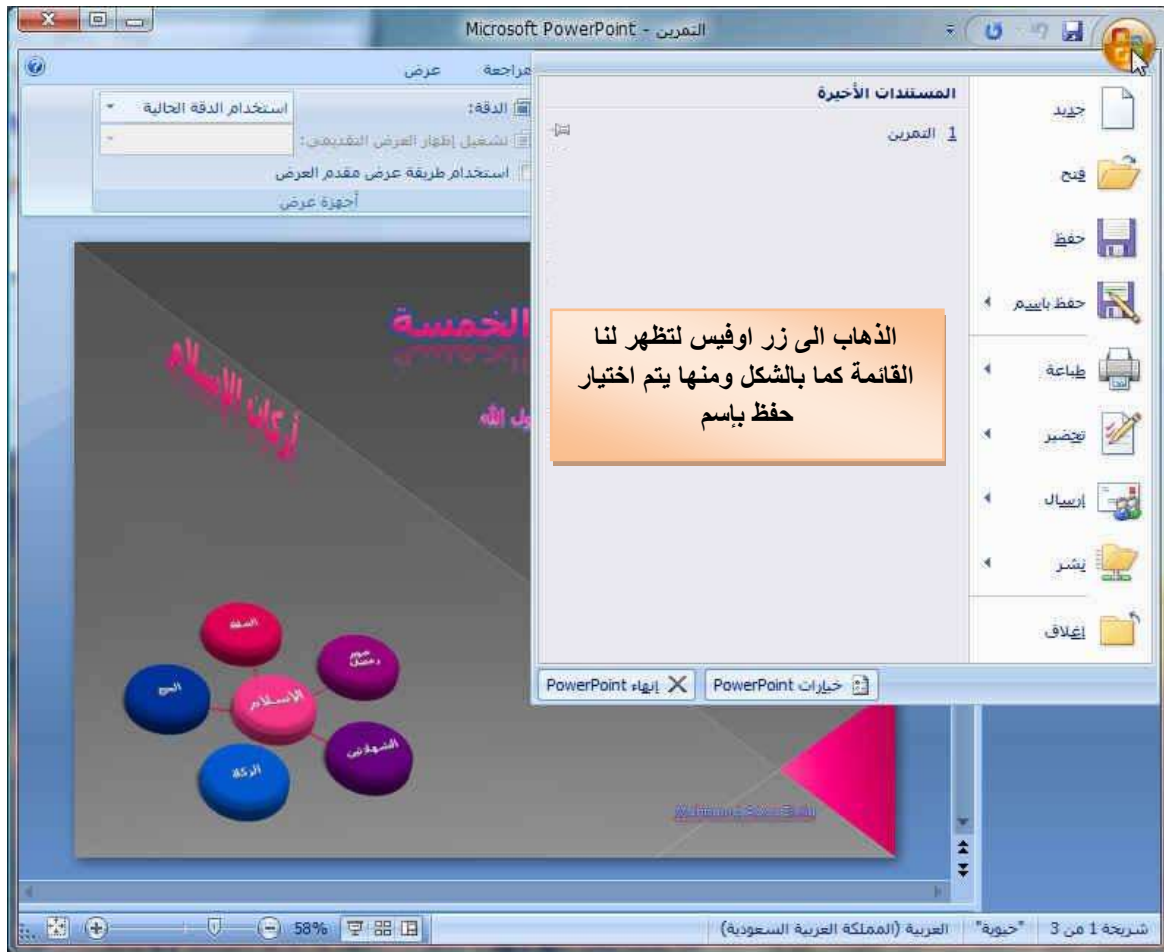 التمرين - Microsoft PowerPoint
مراجعة عرض
الدقة: استخدام الدقة الحالية
تشغيل إظهار العرض التقديمي:
استخدام طريقة عرض مقدم العرض
أجهزة عرض
المستندات الأخيرة
1 التمرين
جديد
فتح
حفظ
حفظ باسم
طباعة
تحضير
إرسال
نشر
إغلاق
الذهاب الى زر اوفيس لتظهر لنا
القائمة كما بالشكل ومنها يتم اختيار
حفظ بإسم
خيارات PowerPoint
إنهاء PowerPoint
الخمسة
أركان الإسلام
ول الله
الصلاة
صوم
رمضان
الحج
الاسلام
الشهادتين
الزكاة
شريحة 1 من 3
"حيوية"
العربية (المملكة العربية السعودية)
58%